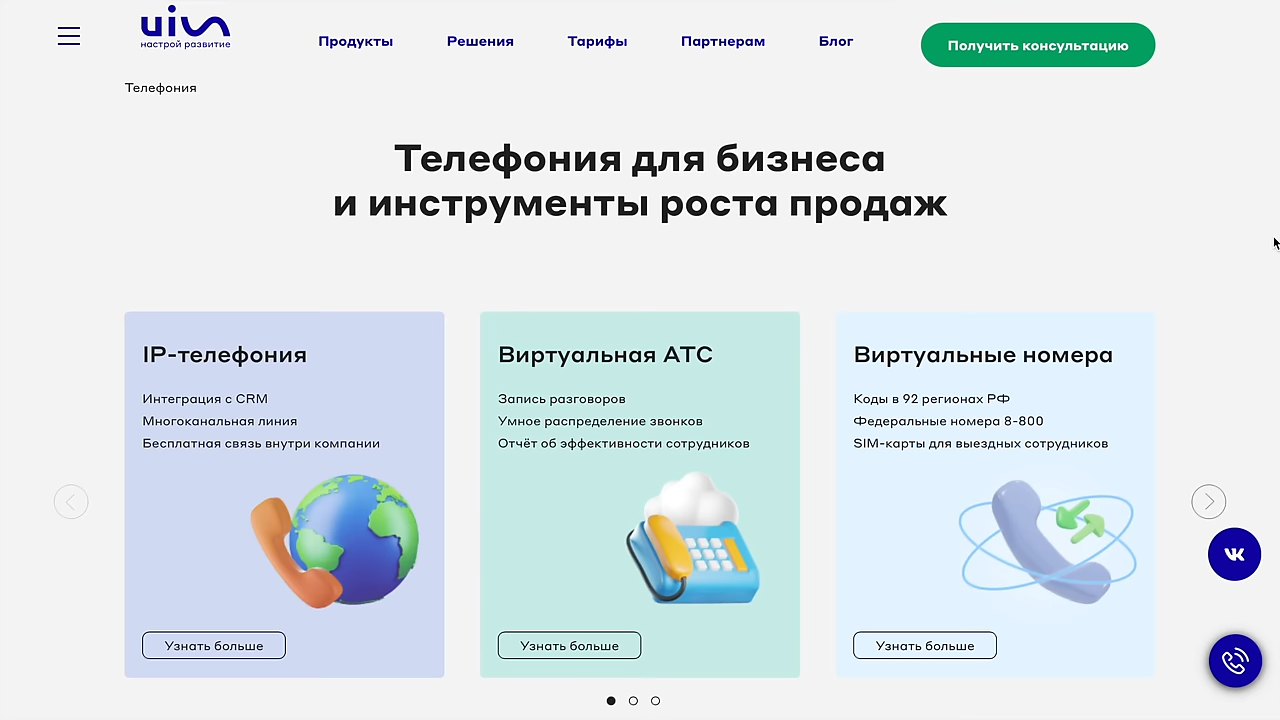 uis
настрой развитие
Продукты
Решения
Тарифы
Партнерам
Блог
Получить консультацию
Телефония
Телефония для бизнеса
и инструменты роста продаж
IP-телефония
Интеграция с CRM
Многоканальная линия
Бесплатная связь внутри компании
Узнать больше
Виртуальная АТС
Запись разговоров
Умное распределение звонков
Отчёт об эффективности сотрудников
Узнать больше
Виртуальные номера
Коды в 92 регионах РФ
Федеральные номера 8-800
SIM-карты для выездных сотрудников
Узнать больше